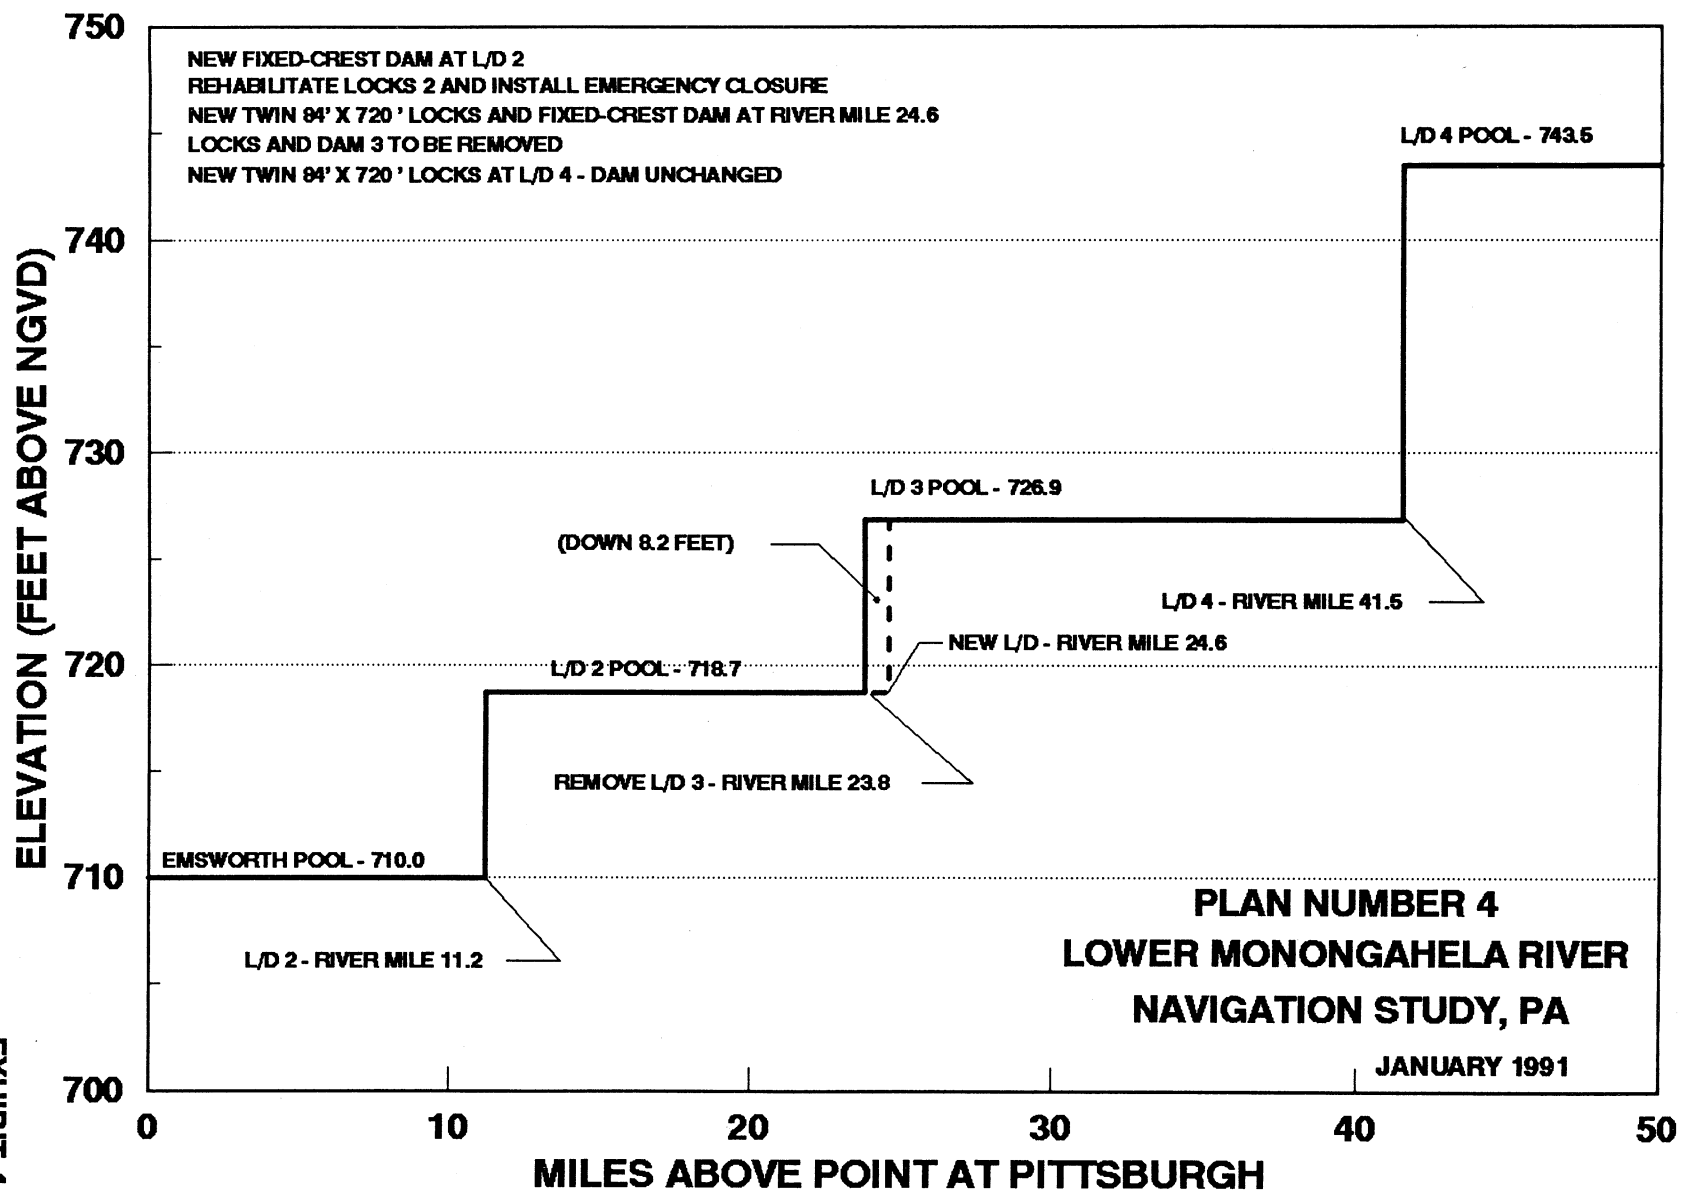 750
NEW FIXED-CREST DAM AT L/D 2
REHABILITATE LOCKS 2 AND INSTALL EMERGENCY CLOSURE
NEW TWIN 84' X 720 ' LOCKS AND FIXED-CREST DAM AT RIVER MILE 24.6
LOCKS AND DAM 3 TO BE REMOVED
NEW TWIN 84' X 720 ' LOCKS AT L/D 4 - DAM UNCHANGED
L/D 4 POOL - 743.5
740
730
L/D 3 POOL - 726.9
(DOWN 8.2 FEET)
L/D 4 - RIVER MILE 41.5
NEW L/D - RIVER MILE 24.6
720
L/D 2 POOL - 718.7
REMOVE L/D 3 - RIVER MILE 23.8
EMSWORTH POOL - 710.0
710
L/D 2 - RIVER MILE 11.2
PLAN NUMBER 4
LOWER MONONGAHELA RIVER
NAVIGATION STUDY, PA
JANUARY 1991
700
0
10
20
30
40
50
MILES ABOVE POINT AT PITTSBURGH
ELEVATION (FEET ABOVE NGVD)